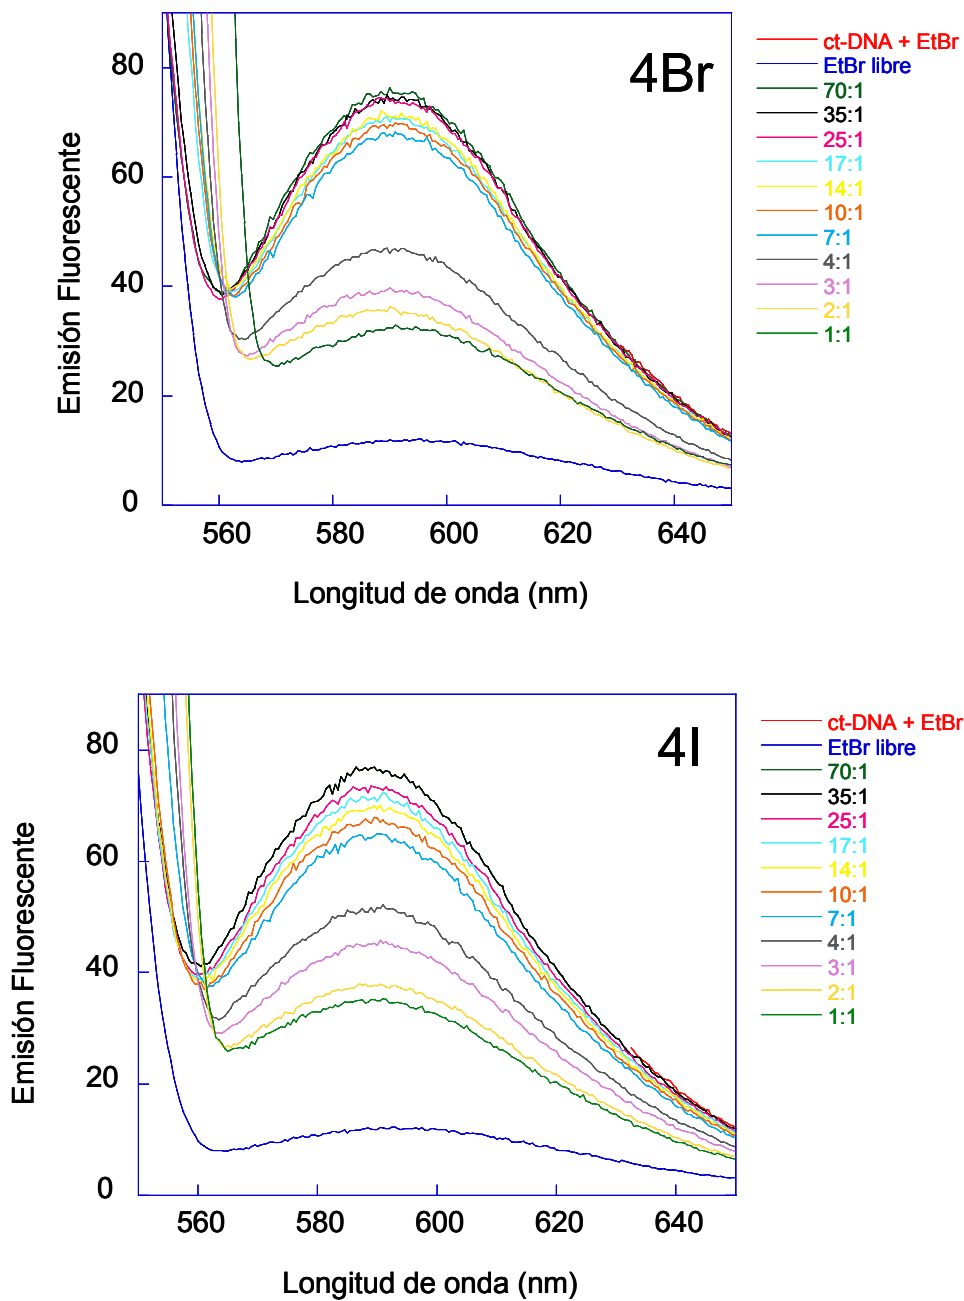 4Br
80
60
40
20
0
560 580 600 620 640
Emisión Fluorescente
Longitud de onda (nm)
ct-DNA + EtBr
EtBr libre
70:1
35:1
25:1
17:1
14:1
10:1
7:1
4:1
3:1
2:1
1:1
4I
80
60
40
20
0
560 580 600 620 640
Emisión Fluorescente
Longitud de onda (nm)
ct-DNA + EtBr
EtBr libre
70:1
35:1
25:1
17:1
14:1
10:1
7:1
4:1
3:1
2:1
1:1